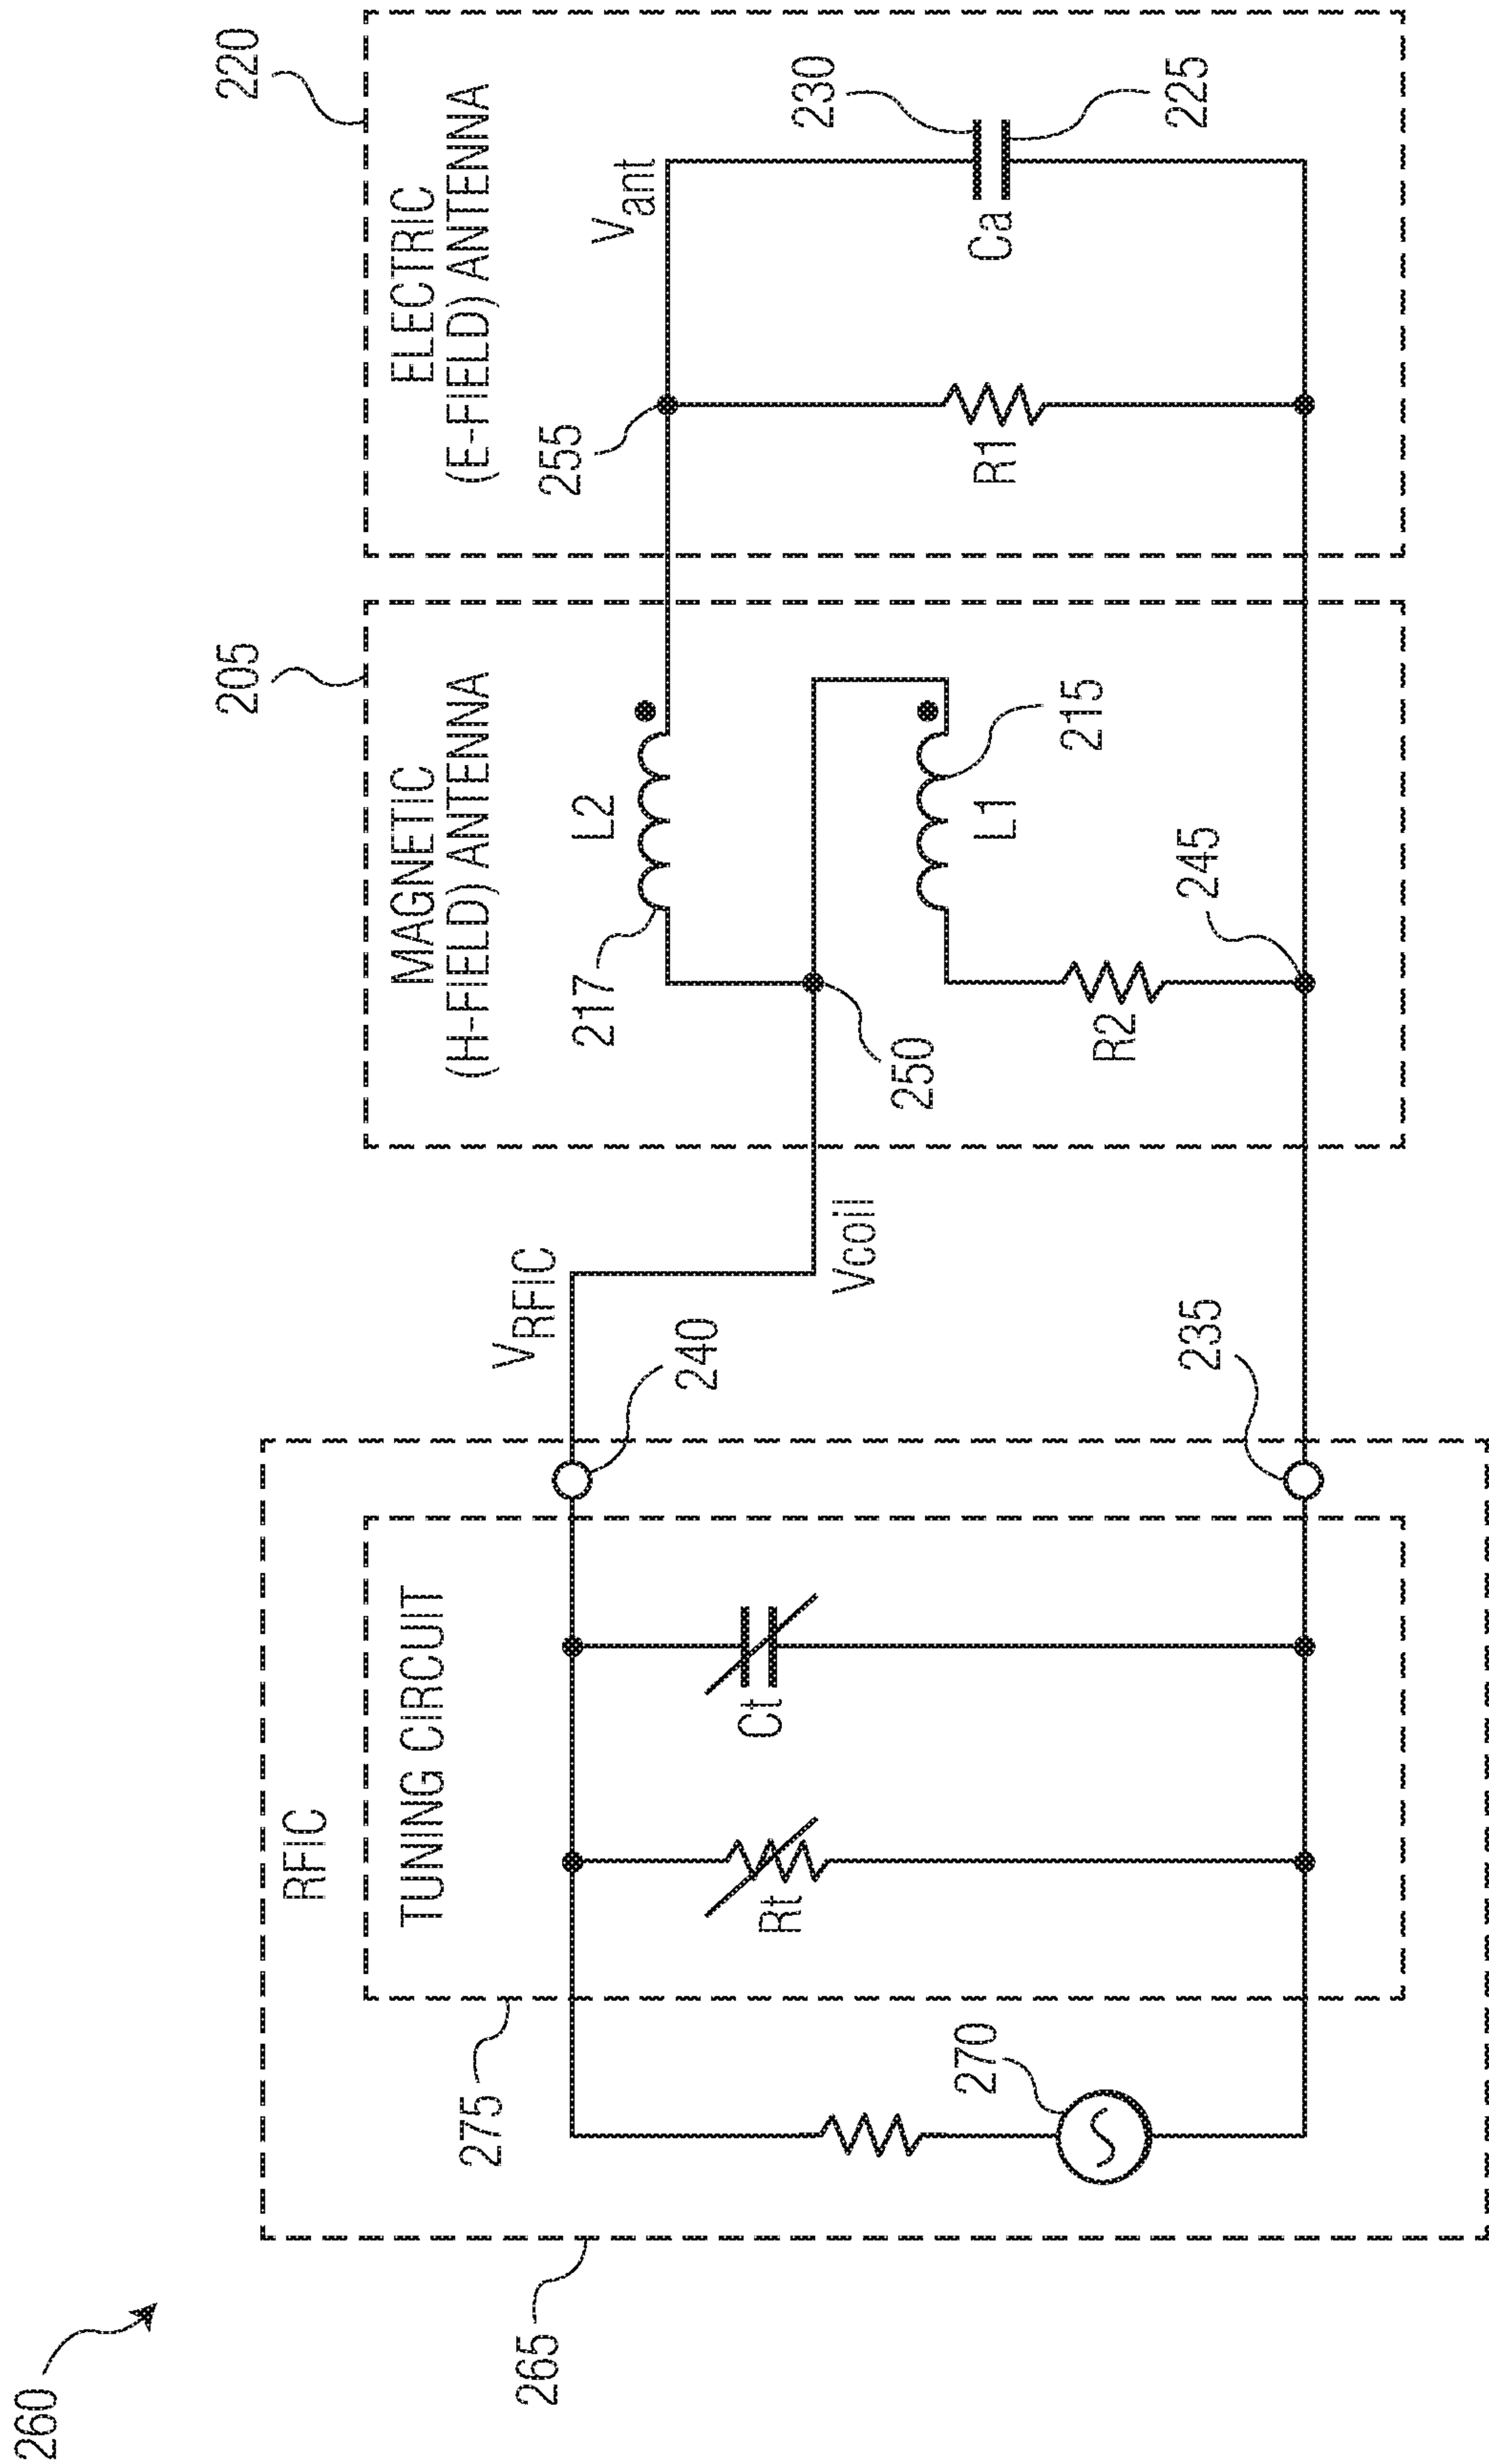 260
265
RFIC
275
TUNING CIRCUIT
270
Rt
Ct
240
235
V RFIC
Vcoil
205
MAGNETIC
(H-FIELD) ANTENNA
217
L2
250
215
L1
R2
245
220
ELECTRIC
(E-FIELD) ANTENNA
255
Vant
R1
230
Ca
225